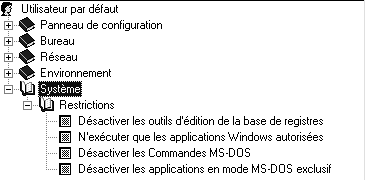 Utilisateur par défaut
Panneau de configuration
Bureau
Réseau
Environnement
Système
Restrictions
Désactiver les outils d'édition de la base de registres
N'exécuter que les applications Windows autorisées
Désactiver les Commandes MS-DOS
Désactiver les applications en mode MS-DOS exclusif